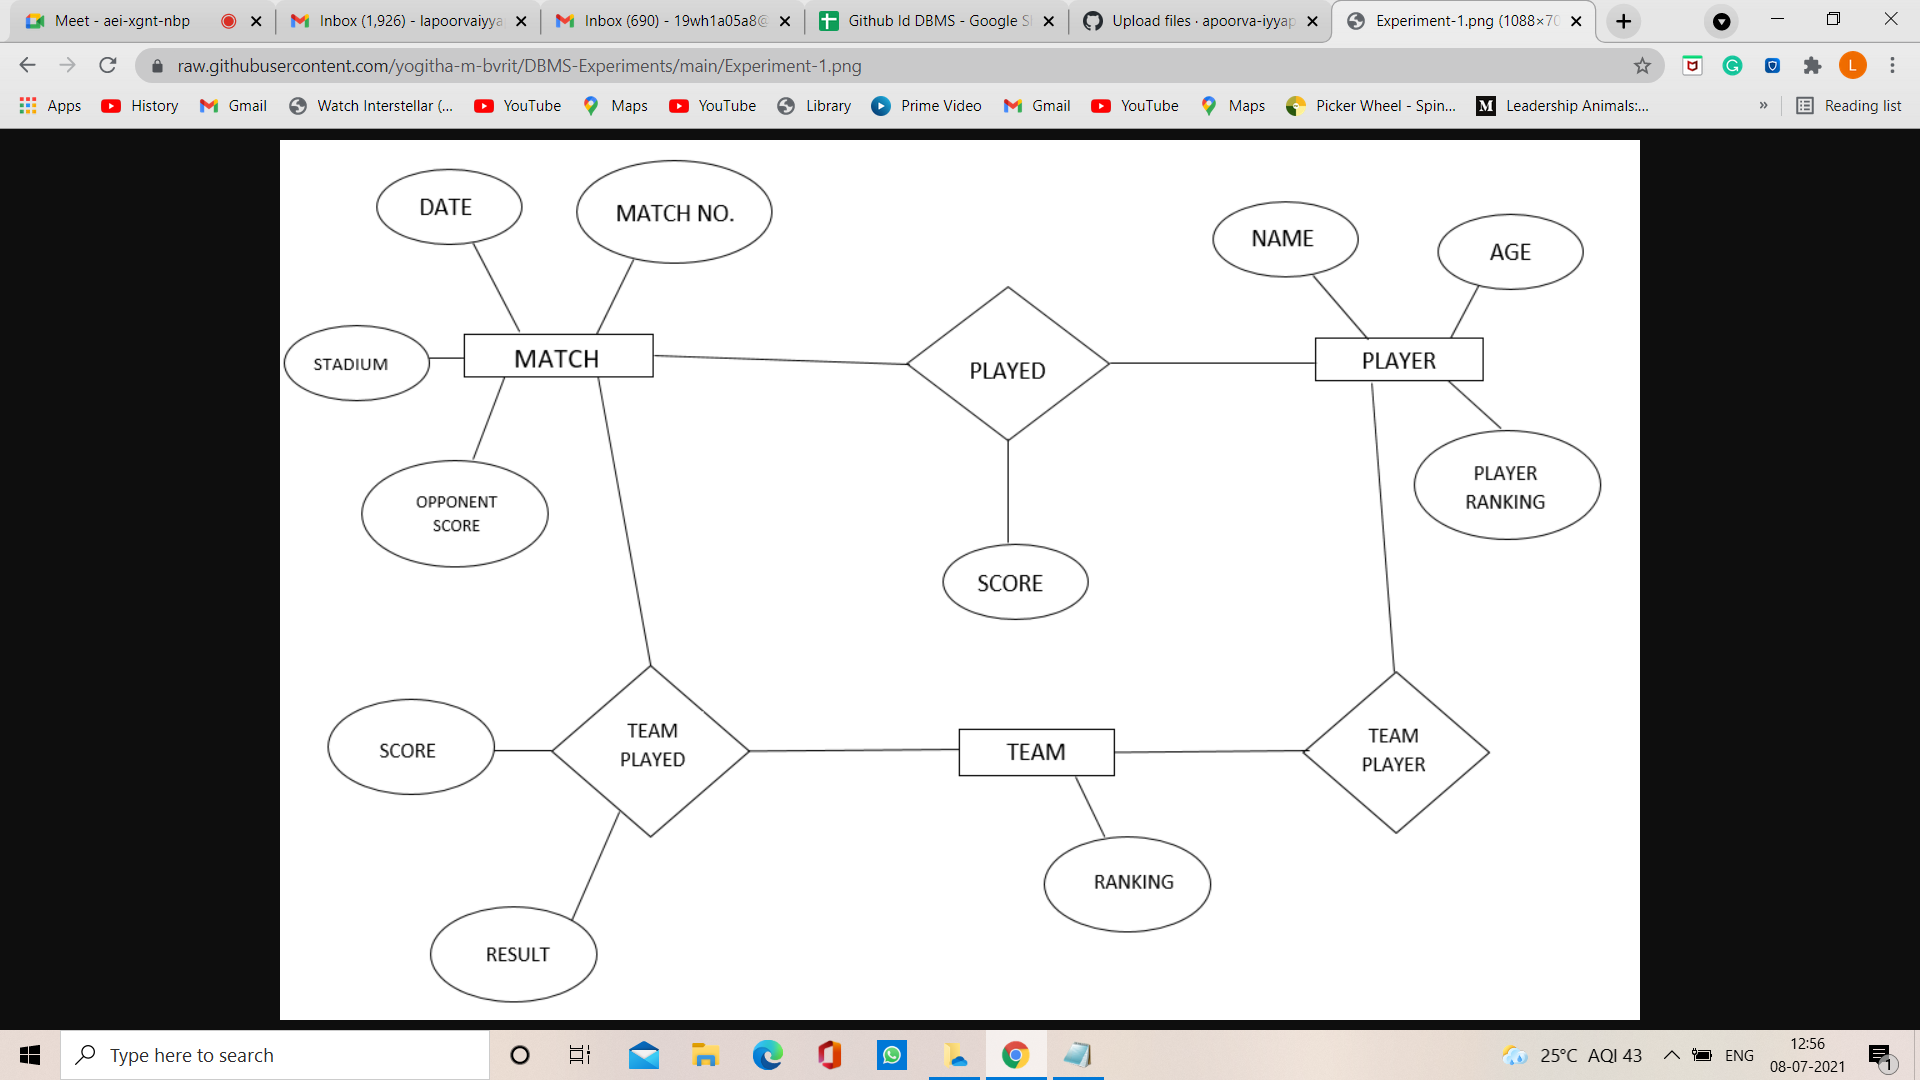 Meet - aei-xgnt-nbp
Inbox (1,926) - lapoorvaiyya
Inbox (690) - 19wh1a05a8@
Github Id DBMS - Google S
Upload files · apoorva-iyyap
Experiment-1.png (1088×70
raw.githubusercontent.com/yogitha-m-bvrit/DBMS-Experiments/main/Experiment-1.png
L
Apps
History
Gmail
Watch Interstellar (...
YouTube
Maps
YouTube
Library
Prime Video
Gmail
YouTube
Maps
Picker Wheel - Spin...
M
Leadership Animals:...
»
Reading list
DATE
MATCH NO.
NAME
AGE
STADIUM
MATCH
PLAYED
PLAYER
OPPONENT
SCORE
PLAYER
RANKING
SCORE
SCORE
TEAM
PLAYED
TEAM
TEAM
PLAYER
RANKING
RESULT
Type here to search
25°C AQI 43
ENG
12:56
08-07-2021
1